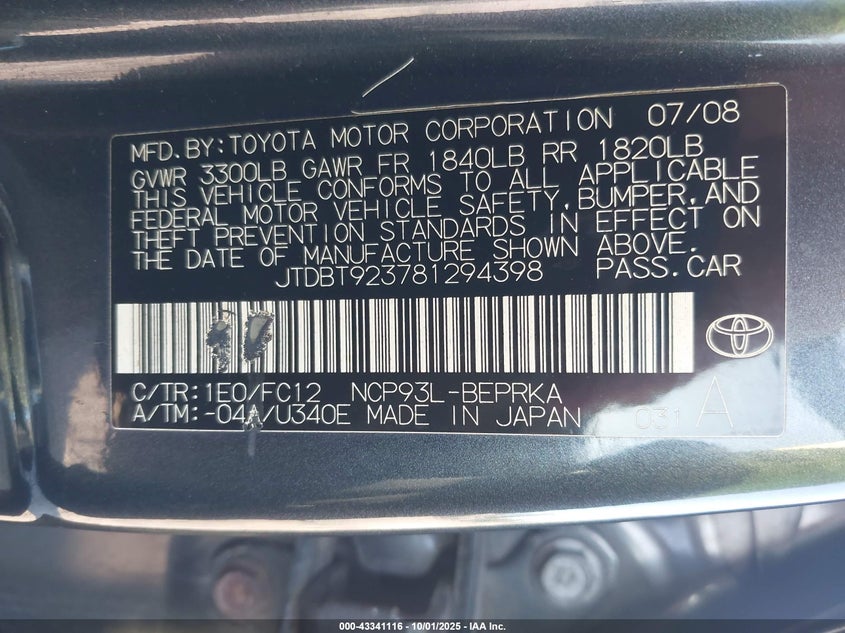 MFD.BY:TOYOTA MOTOR CORPORATION 07/08
GVWR 3300LB GAWR FR 1840LB RR 1820LB
THIS VEHICLE CONFORMS TO ALL APPLICABLE
FEDERAL MOTOR VEHICLE SAFETY,BUMPER,AND
THEFT PREVENTION STANDARDS IN EFFECT ON
THE DATE OF MANUFACTURE SHOWN ABOVE.
JTDBT923781294398 PASS.CAR
C/TR:1E0/FC12 NCP93L-BEPRKA
A/TM:-04A/U340E MADE IN JAPAN 031 A
000-43341116 - 10/01/2025 - IAA Inc.